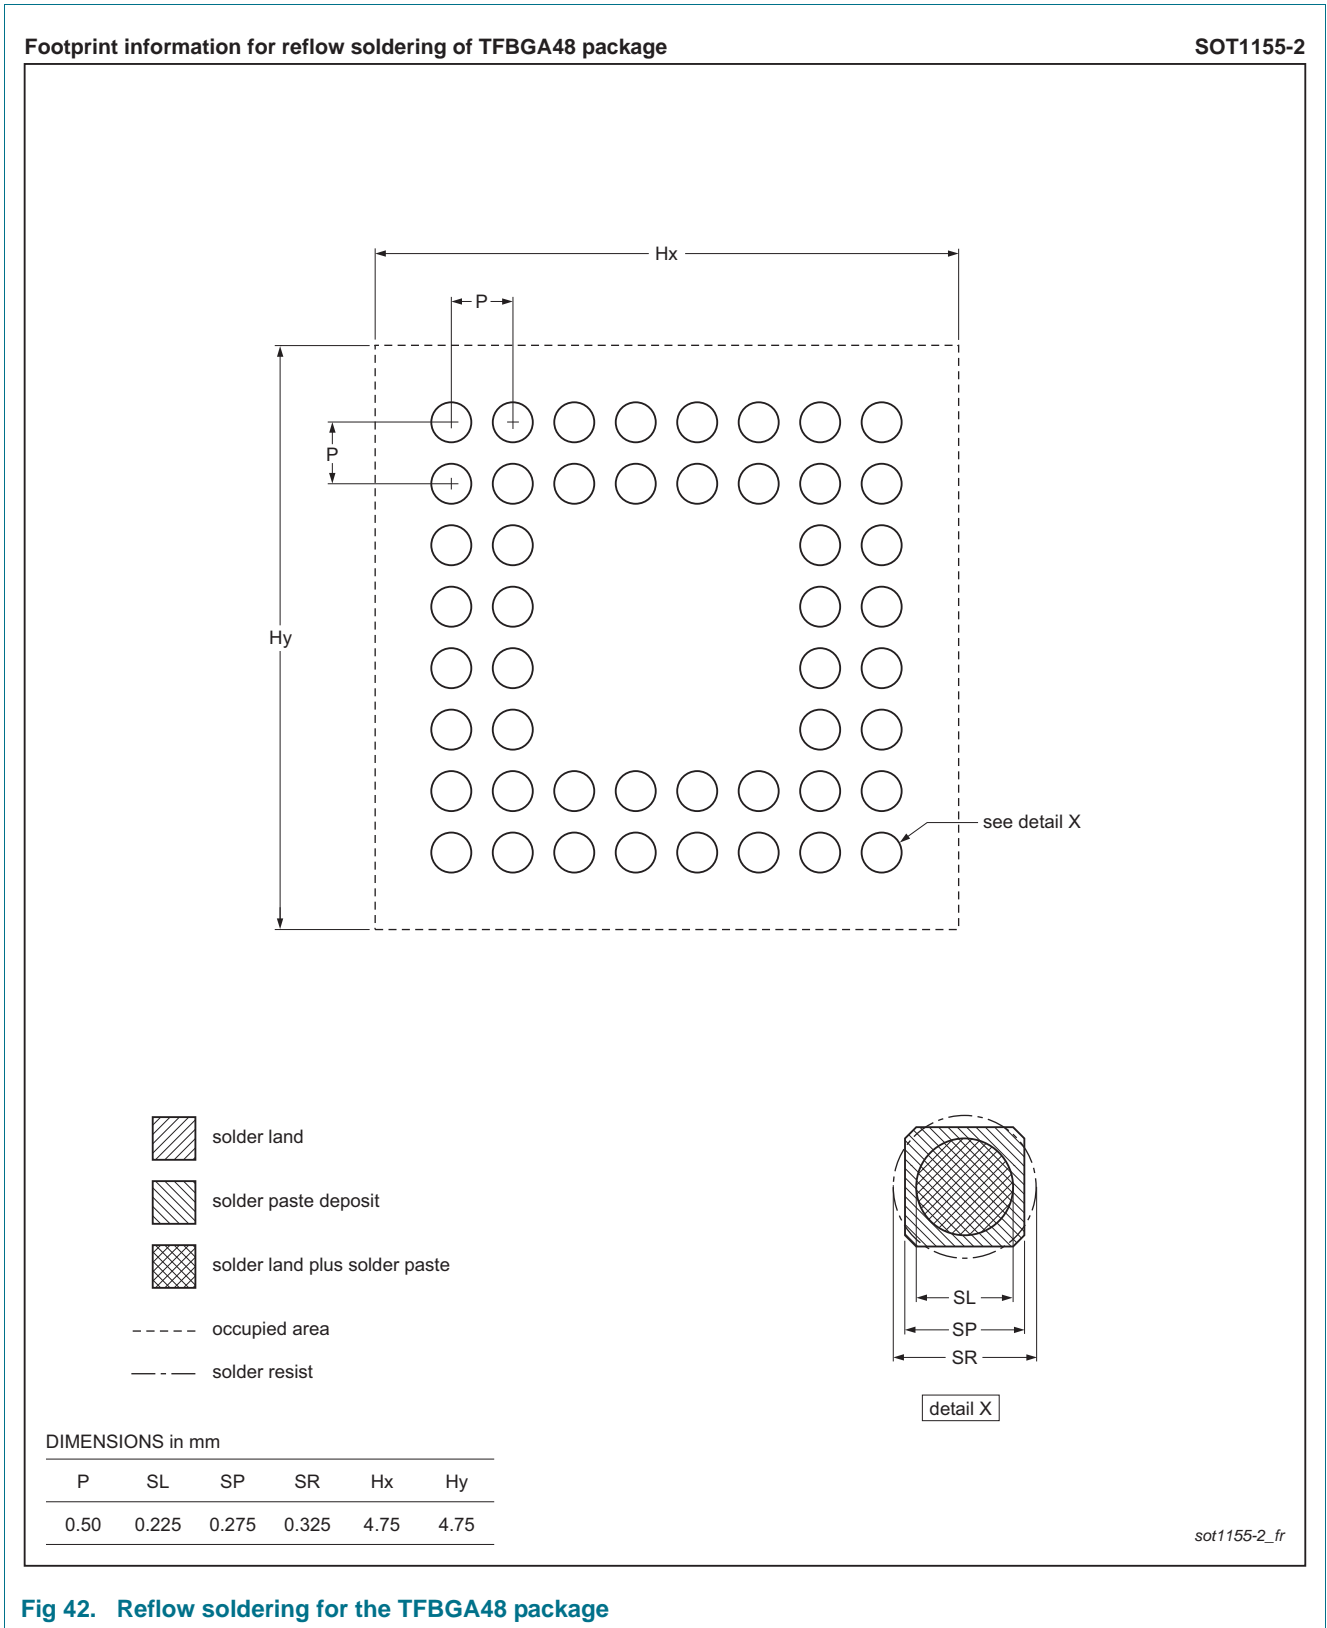 Footprint information for reflow soldering of TFBGA48 package SOT1155-2
Hx
P
P
Hy
see detail X
solder land
solder paste deposit
solder land plus solder paste
occupied area
solder resist
SL
SP
SR
detail X
DIMENSIONS in mm
P SL SP SR Hx Hy
0.50 0.225 0.275 0.325 4.75 4.75
sot1155-2_fr
Fig 42. Reflow soldering for the TFBGA48 package